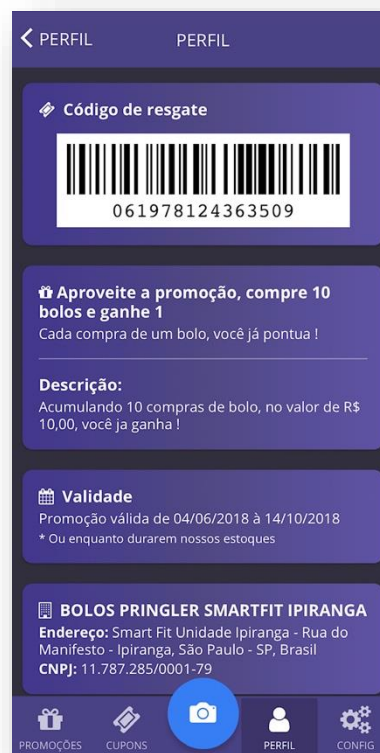 PERFIL
PERFIL
Código de resgate
061978124363509
Aproveite a promoção, compre 10
bolos e ganhe 1
Cada compra de um bolo, você já pontua !
Descrição:
Acumulando 10 compras de bolo, no valor de R$
10,00, você ja ganha !
Validade
Promoção válida de 04/06/2018 à 14/10/2018
* Ou enquanto durarem nossos estoques
BOLOS PRINGLER SMARTFIT IPIRANGA
Endereço: Smart Fit Unidade Ipiranga - Rua do
Manifesto - Ipiranga, São Paulo - SP, Brasil
CNPJ: 11.787.285/0001-79
PROMOÇÕES
CUPONS
PERFIL
CONFIG